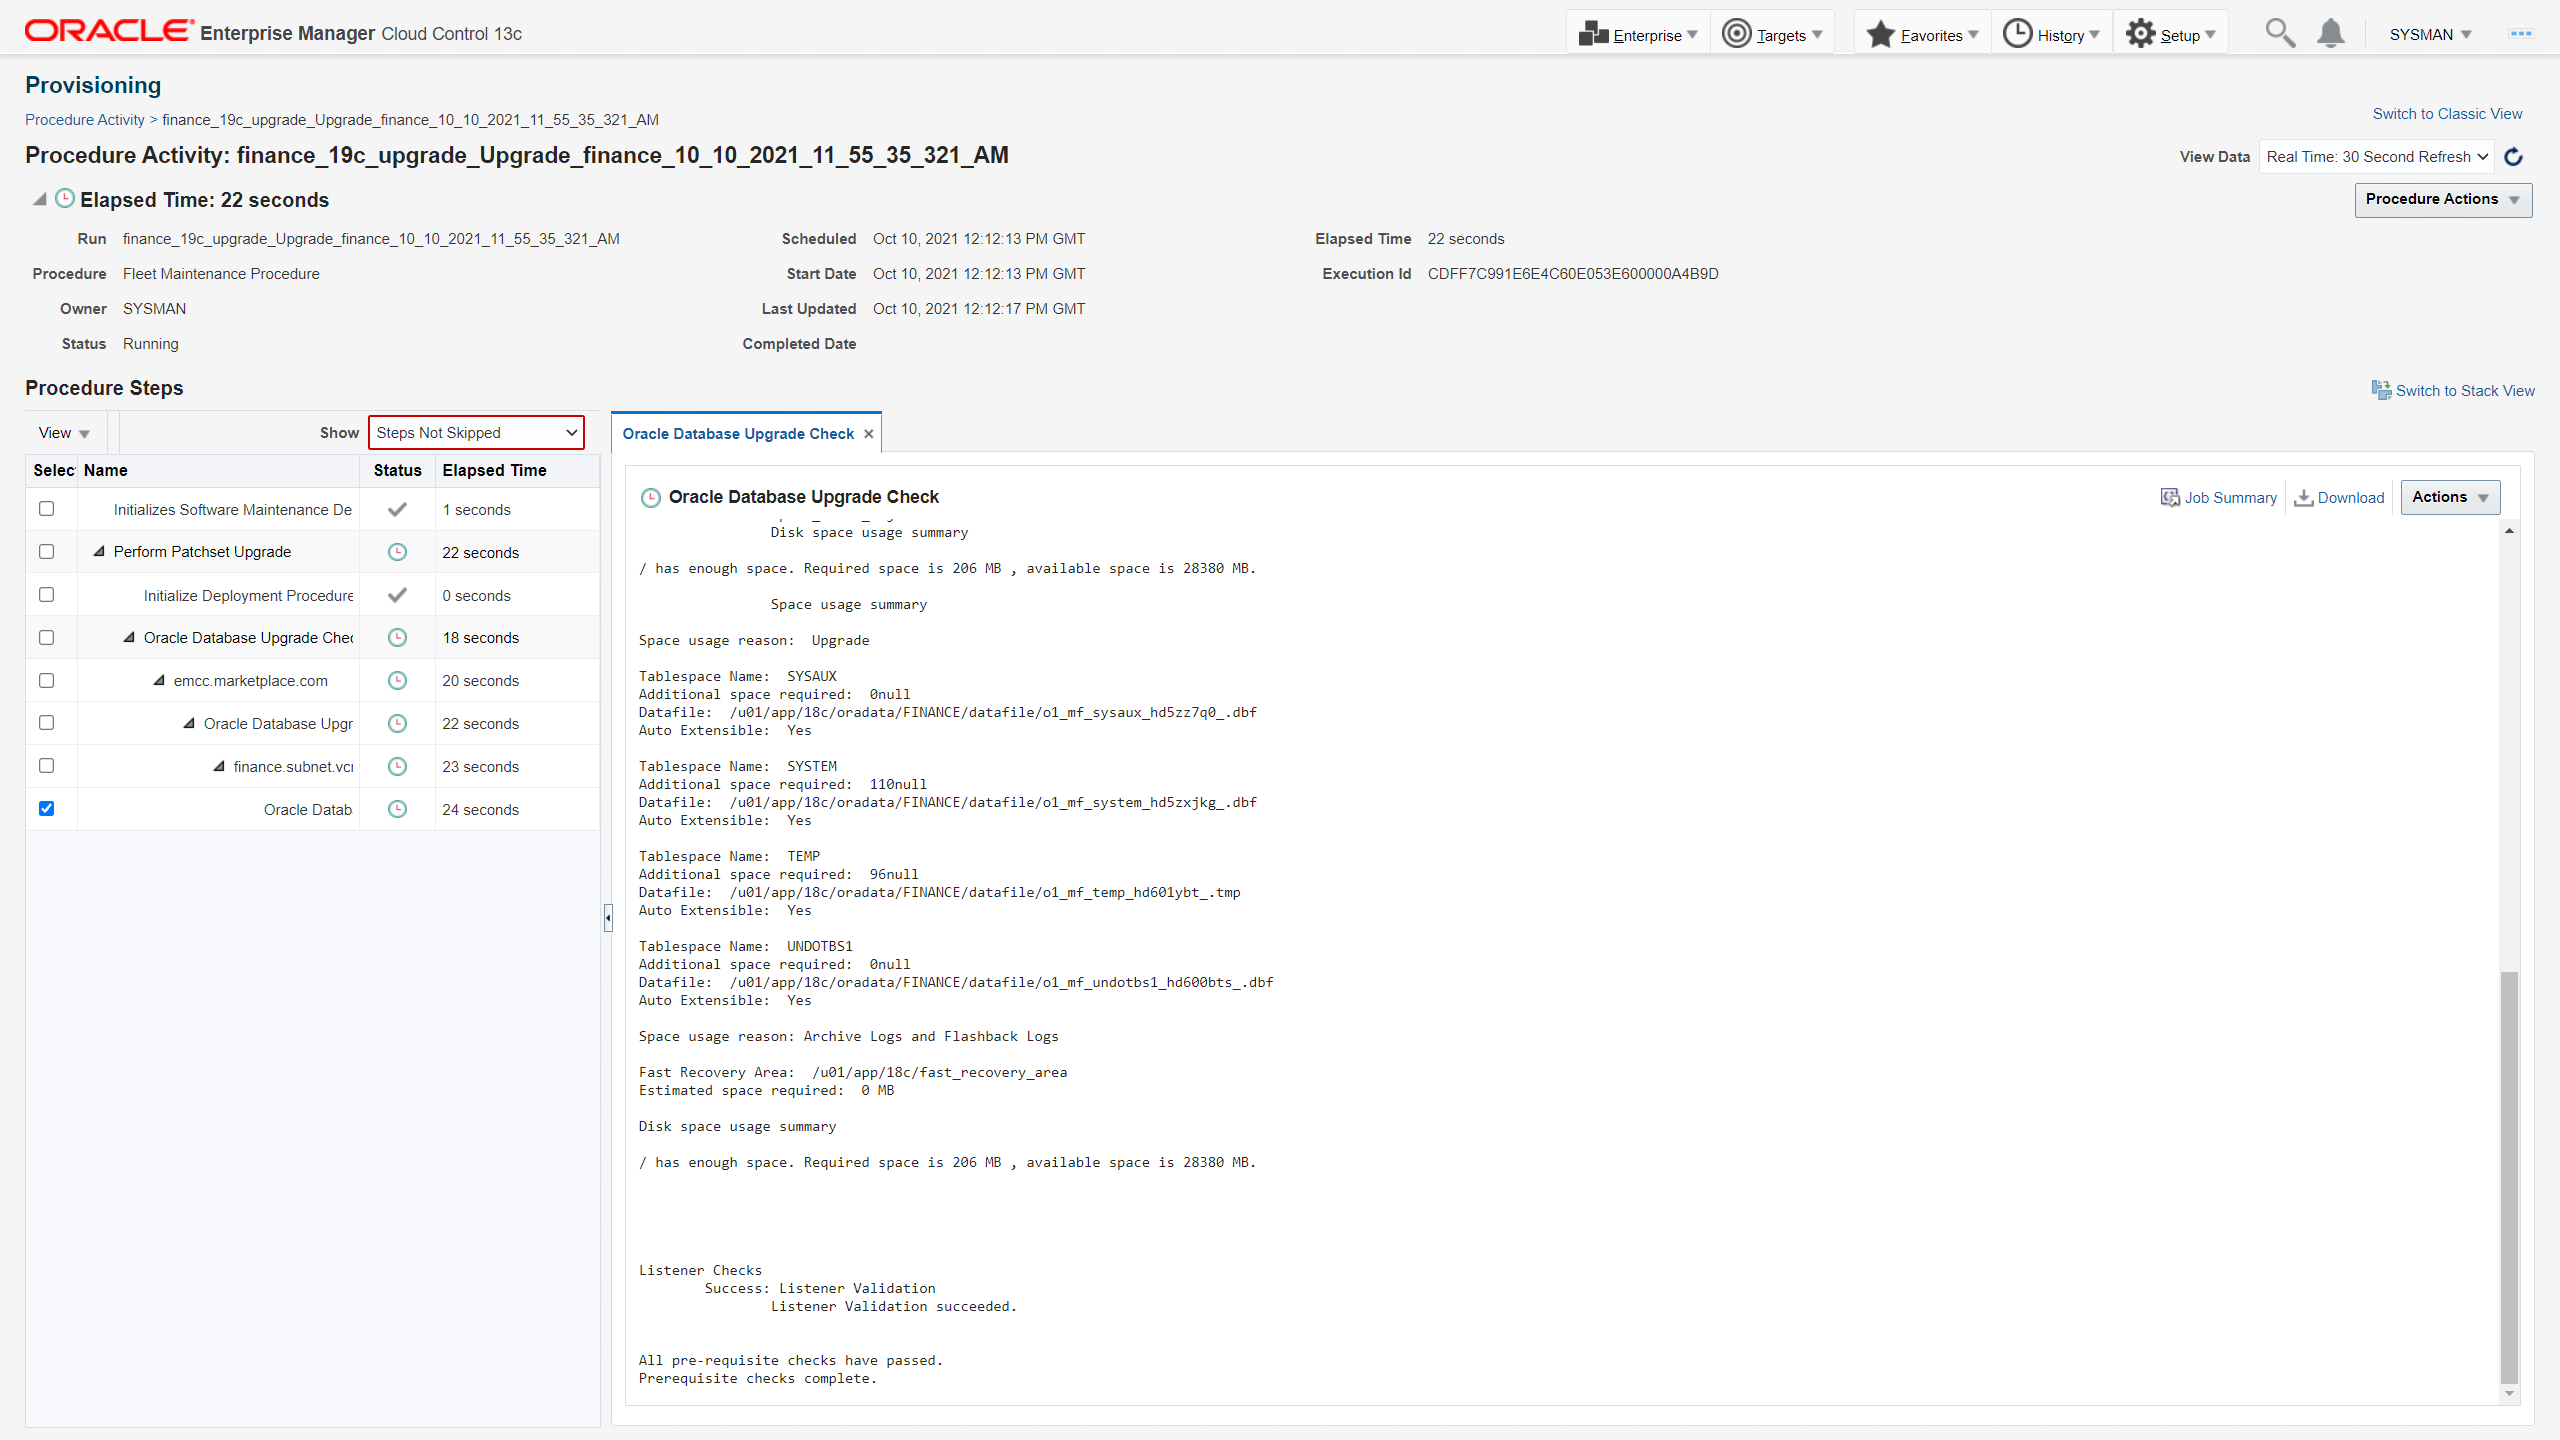 ORACLE Enterprise Manager Cloud Control 13c
Enterprise Targets Favorites History Setup SYSMAN
Provisioning
Procedure Activity > finance_19c_upgrade_Upgrade_finance_10_10_2021_11_55_35_321_AM
Switch to Classic View
Procedure Activity: finance_19c_upgrade_Upgrade_finance_10_10_2021_11_55_35_321_AM
View Data Real Time: 30 Second Refresh
Elapsed Time: 22 seconds
Procedure Actions
Run finance_19c_upgrade_Upgrade_finance_10_10_2021_11_55_35_321_AM
Procedure Fleet Maintenance Procedure
Owner SYSMAN
Status Running
Scheduled Oct 10, 2021 12:12:13 PM GMT
Start Date Oct 10, 2021 12:12:13 PM GMT
Last Updated Oct 10, 2021 12:12:17 PM GMT
Completed Date
Elapsed Time 22 seconds
Execution Id CDFF7C991E6E4C60E053E600000A4B9D
Procedure Steps
Switch to Stack View
View Show Steps Not Skipped
Selec Name Status Elapsed Time
Initializes Software Maintenance De 1 seconds
Perform Patchset Upgrade 22 seconds
Initialize Deployment Procedure 0 seconds
Oracle Database Upgrade Chec 18 seconds
emcc.marketplace.com 20 seconds
Oracle Database Upgr 22 seconds
finance.subnet.vcn 23 seconds
Oracle Datab 24 seconds
Oracle Database Upgrade Check
Oracle Database Upgrade Check
Job Summary Download Actions
Disk space usage summary
/ has enough space. Required space is 206 MB , available space is 28380 MB.
Space usage summary
Space usage reason: Upgrade
Tablespace Name: SYSAUX
Additional space required: 0null
Datafile: /u01/app/18c/oradata/FINANCE/datafile/o1_mf_sysaux_hd5zz7q0_.dbf
Auto Extensible: Yes
Tablespace Name: SYSTEM
Additional space required: 110null
Datafile: /u01/app/18c/oradata/FINANCE/datafile/o1_mf_system_hd5zxjkg_.dbf
Auto Extensible: Yes
Tablespace Name: TEMP
Additional space required: 96null
Datafile: /u01/app/18c/oradata/FINANCE/datafile/o1_mf_temp_hd601ybt_.tmp
Auto Extensible: Yes
Tablespace Name: UNDOTBS1
Additional space required: 0null
Datafile: /u01/app/18c/oradata/FINANCE/datafile/o1_mf_undotbs1_hd600bts_.dbf
Auto Extensible: Yes
Space usage reason: Archive Logs and Flashback Logs
Fast Recovery Area: /u01/app/18c/fast_recovery_area
Estimated space required: 0 MB
Disk space usage summary
/ has enough space. Required space is 206 MB , available space is 28380 MB.
Listener Checks
Success: Listener Validation
Listener Validation succeeded.
All pre-requisite checks have passed.
Prerequisite checks complete.